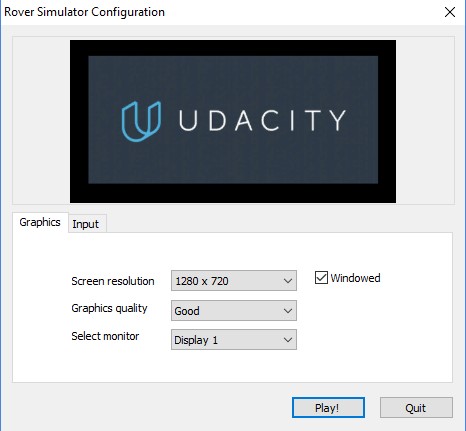 Rover Simulator Configuration
UDACITY
Graphics Input
Screen resolution 1280 x 720 Windowed
Graphics quality Good
Select monitor Display 1
Play! Quit